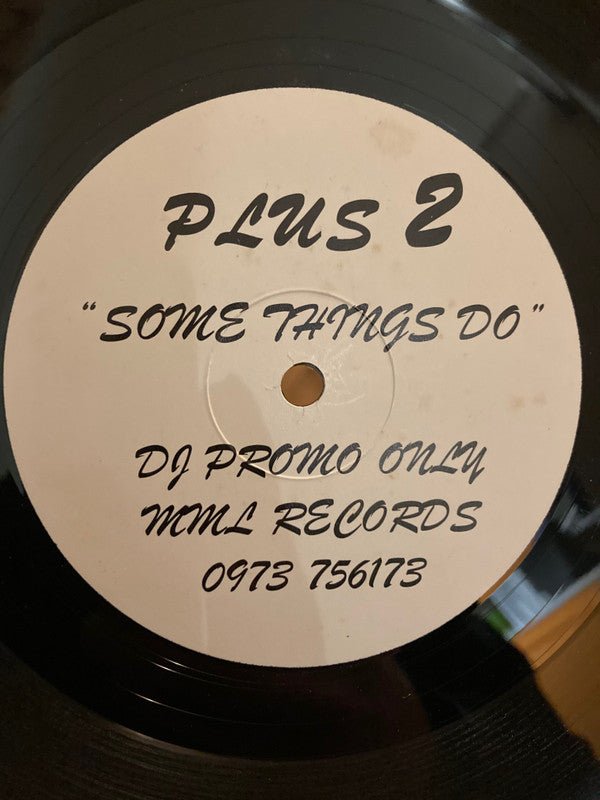 PLUS 2
"SOME THINGS DO"
DJ PROMO ONLY
MML RECORDS
0973 756173